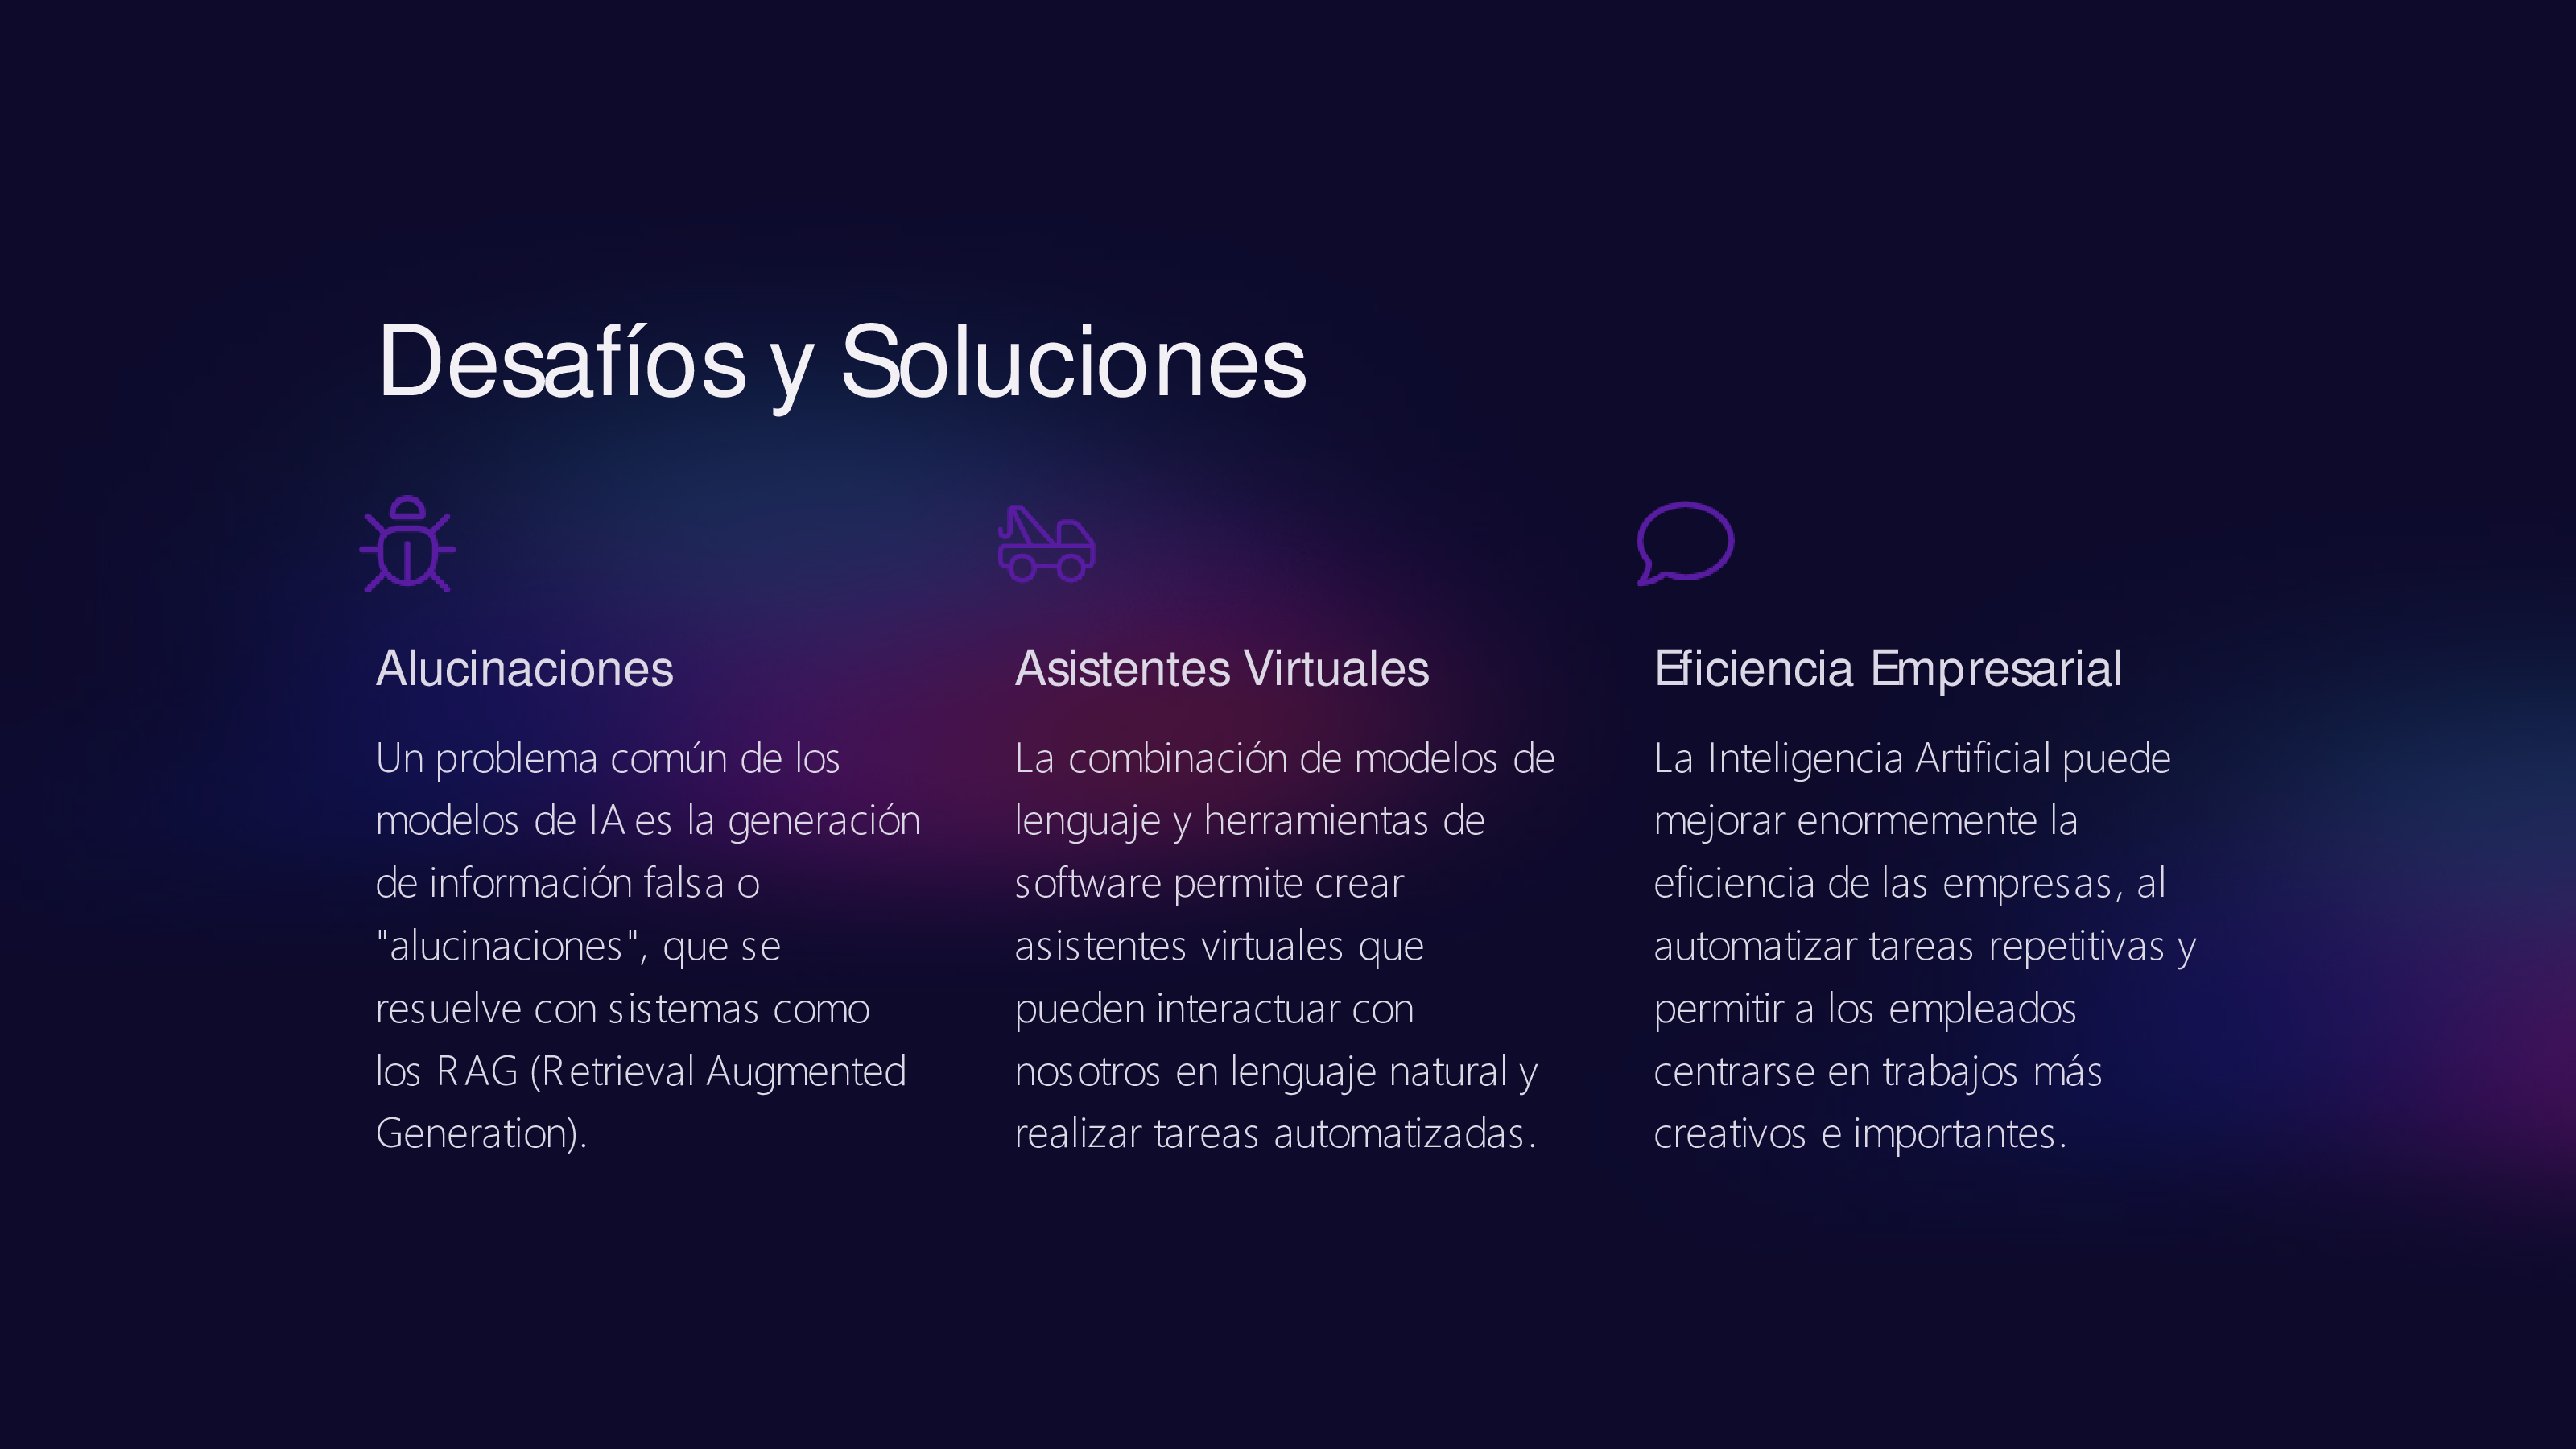 Desafíos y Soluciones
Alucinaciones
Un problema común de los
modelos de IA es la generación
de información falsa o
"alucinaciones", que se
resuelve con sistemas como
los RAG (Retrieval Augmented
Generation).
Asistentes Virtuales
La combinación de modelos de
lenguaje y herramientas de
software permite crear
asistentes virtuales que
pueden interactuar con
nosotros en lenguaje natural y
realizar tareas automatizadas.
Eficiencia Empresarial
La Inteligencia Artificial puede
mejorar enormemente la
eficiencia de las empresas, al
automatizar tareas repetitivas y
permitir a los empleados
centrarse en trabajos más
creativos e importantes.